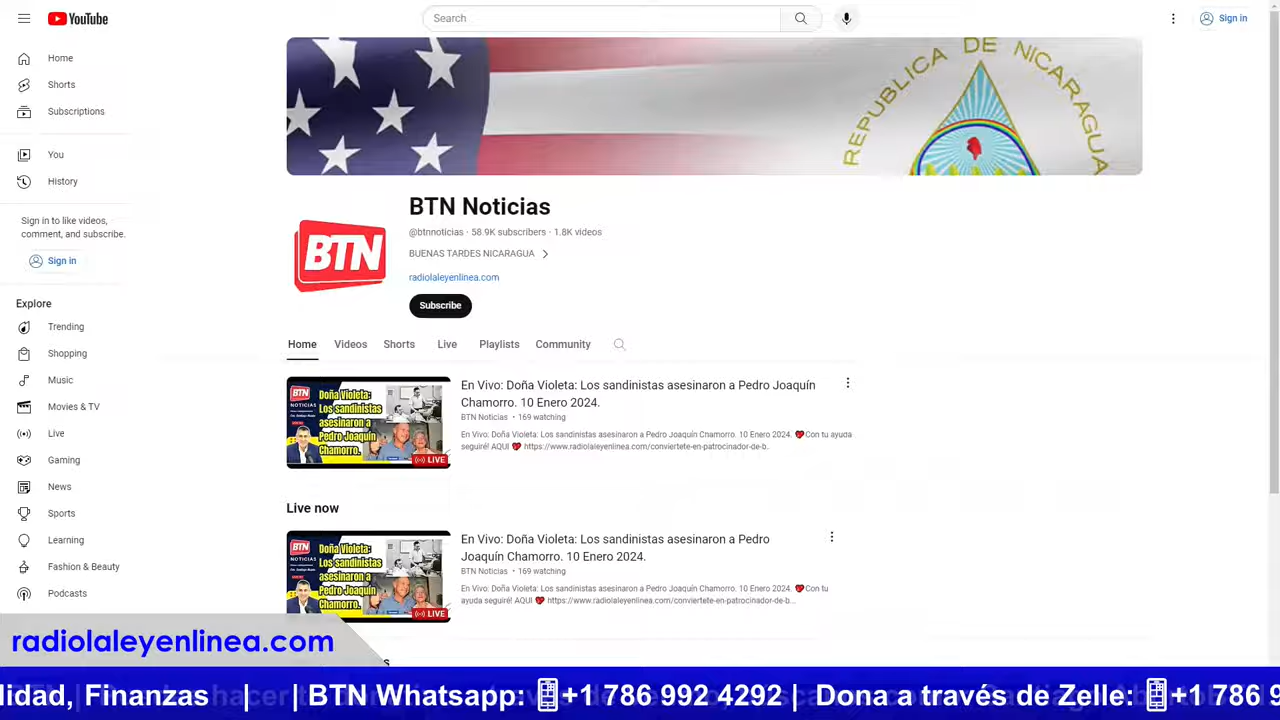 YouTube
Search
Sign in
Home
Shorts
Subscriptions
You
History
Sign in to like videos,
comment, and subscribe.
Sign in
Explore
Trending
Shopping
Music
Movies & TV
Live
Gaming
News
Sports
Learning
Fashion & Beauty
Podcasts
REPUBLICA DE NICARAGUA
BTN
BTN Noticias
@btnnoticias · 58.9K subscribers · 1.8K videos
BUENAS TARDES NICARAGUA
radiolaleyenlinea.com
Subscribe
Home
Videos
Shorts
Live
Playlists
Community
BTN
NOTICIAS
Doña Violeta:
Los sandinistas
asesinaron a
Pedro Joaquín
Chamorro.
LIVE
En Vivo: Doña Violeta: Los sandinistas asesinaron a Pedro Joaquín
Chamorro. 10 Enero 2024.
BTN Noticias • 169 watching
En Vivo: Doña Violeta: Los sandinistas asesinaron a Pedro Joaquín Chamorro. 10 Enero 2024. 💖Con tu ayuda
seguiré! AQUI 💖 https://www.radiolaleyenlinea.com/conviertete-en-patrocinador-de-b..
Live now
BTN
NOTICIAS
Doña Violeta:
Los sandinistas
asesinaron a
Pedro Joaquín
Chamorro.
LIVE
En Vivo: Doña Violeta: Los sandinistas asesinaron a Pedro
Joaquín Chamorro. 10 Enero 2024.
BTN Noticias • 169 watching
En Vivo: Doña Violeta: Los sandinistas asesinaron a Pedro Joaquín Chamorro. 10 Enero 2024. 💖Con tu
ayuda seguiré! AQUI 💖 https://www.radiolaleyenlinea.com/conviertete-en-patrocinador-de-b...
radiolaleyenlinea.com
lidad, Finanzas | | BTN Whatsapp: 📱+1 786 992 4292 | Dona a través de Zelle: 📱+1 786 9